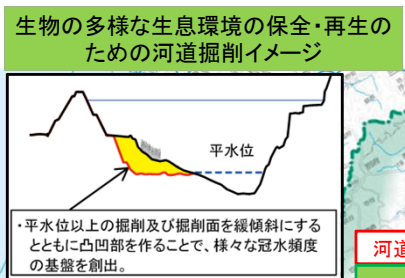 生物の多様な生息環境の保全・再生の
ための河道掘削イメージ
平水位
・平水位以上の掘削及び掘削面を緩傾斜にする
とともに凸凹部を作ることで、様々な冠水頻度
の基盤を創出。
河道